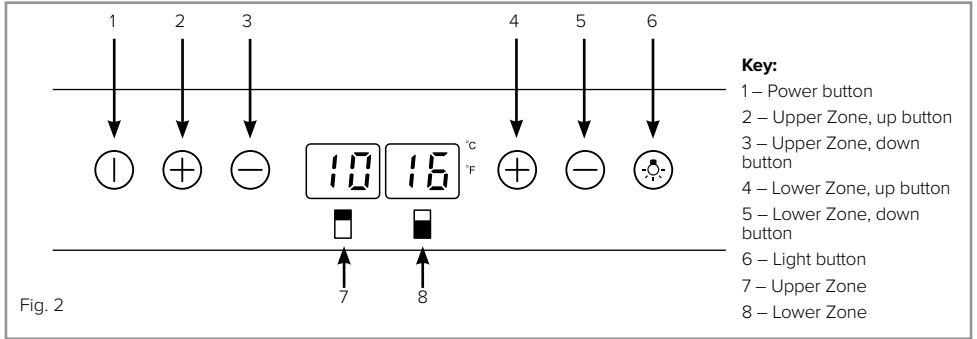 1 2 3 4 5 6
10 16 °C
°F
7 8
Fig. 2
Key:
1 – Power button
2 – Upper Zone, up button
3 – Upper Zone, down
button
4 – Lower Zone, up button
5 – Lower Zone, down
button
6 – Light button
7 – Upper Zone
8 – Lower Zone